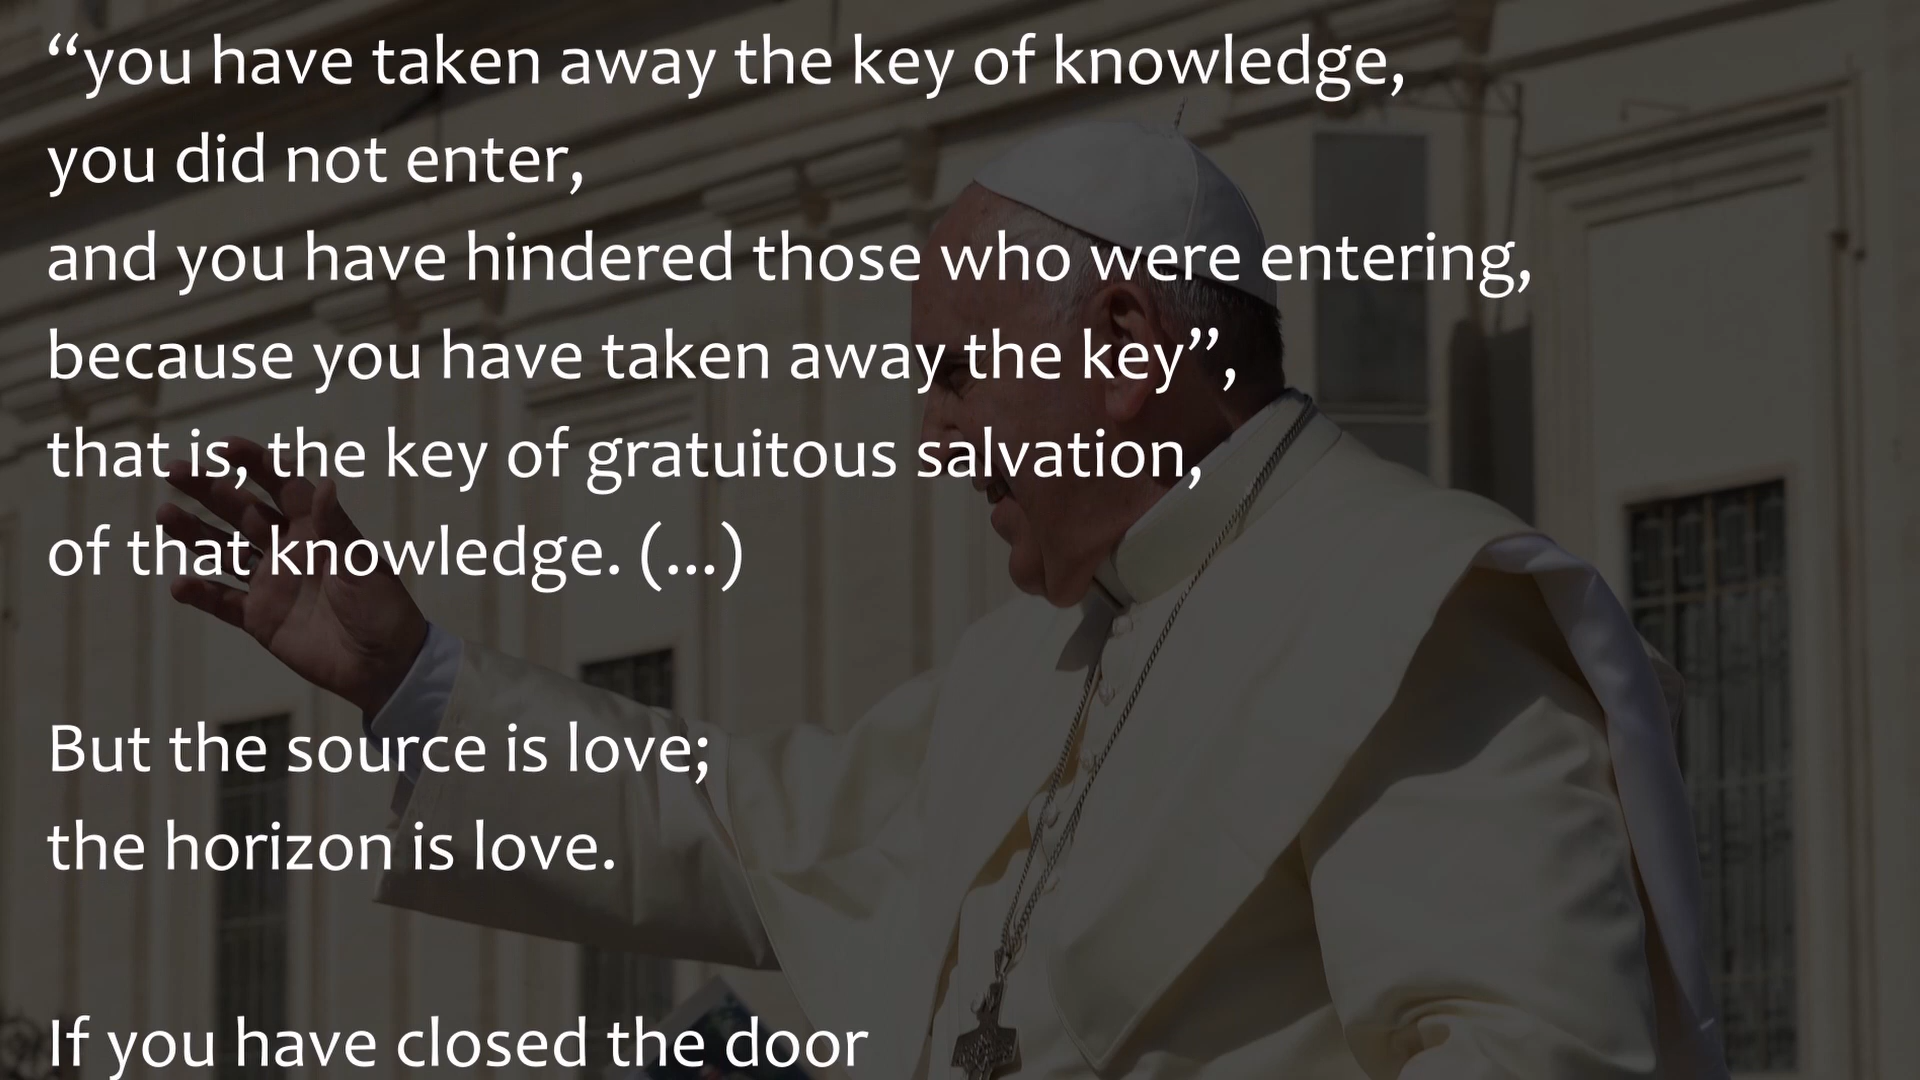 “you have taken away the key of knowledge,
you did not enter,
and you have hindered those who were entering,
because you have taken away the key”,
that is, the key of gratuitous salvation,
of that knowledge. (...)
But the source is love;
the horizon is love.
If you have closed the door